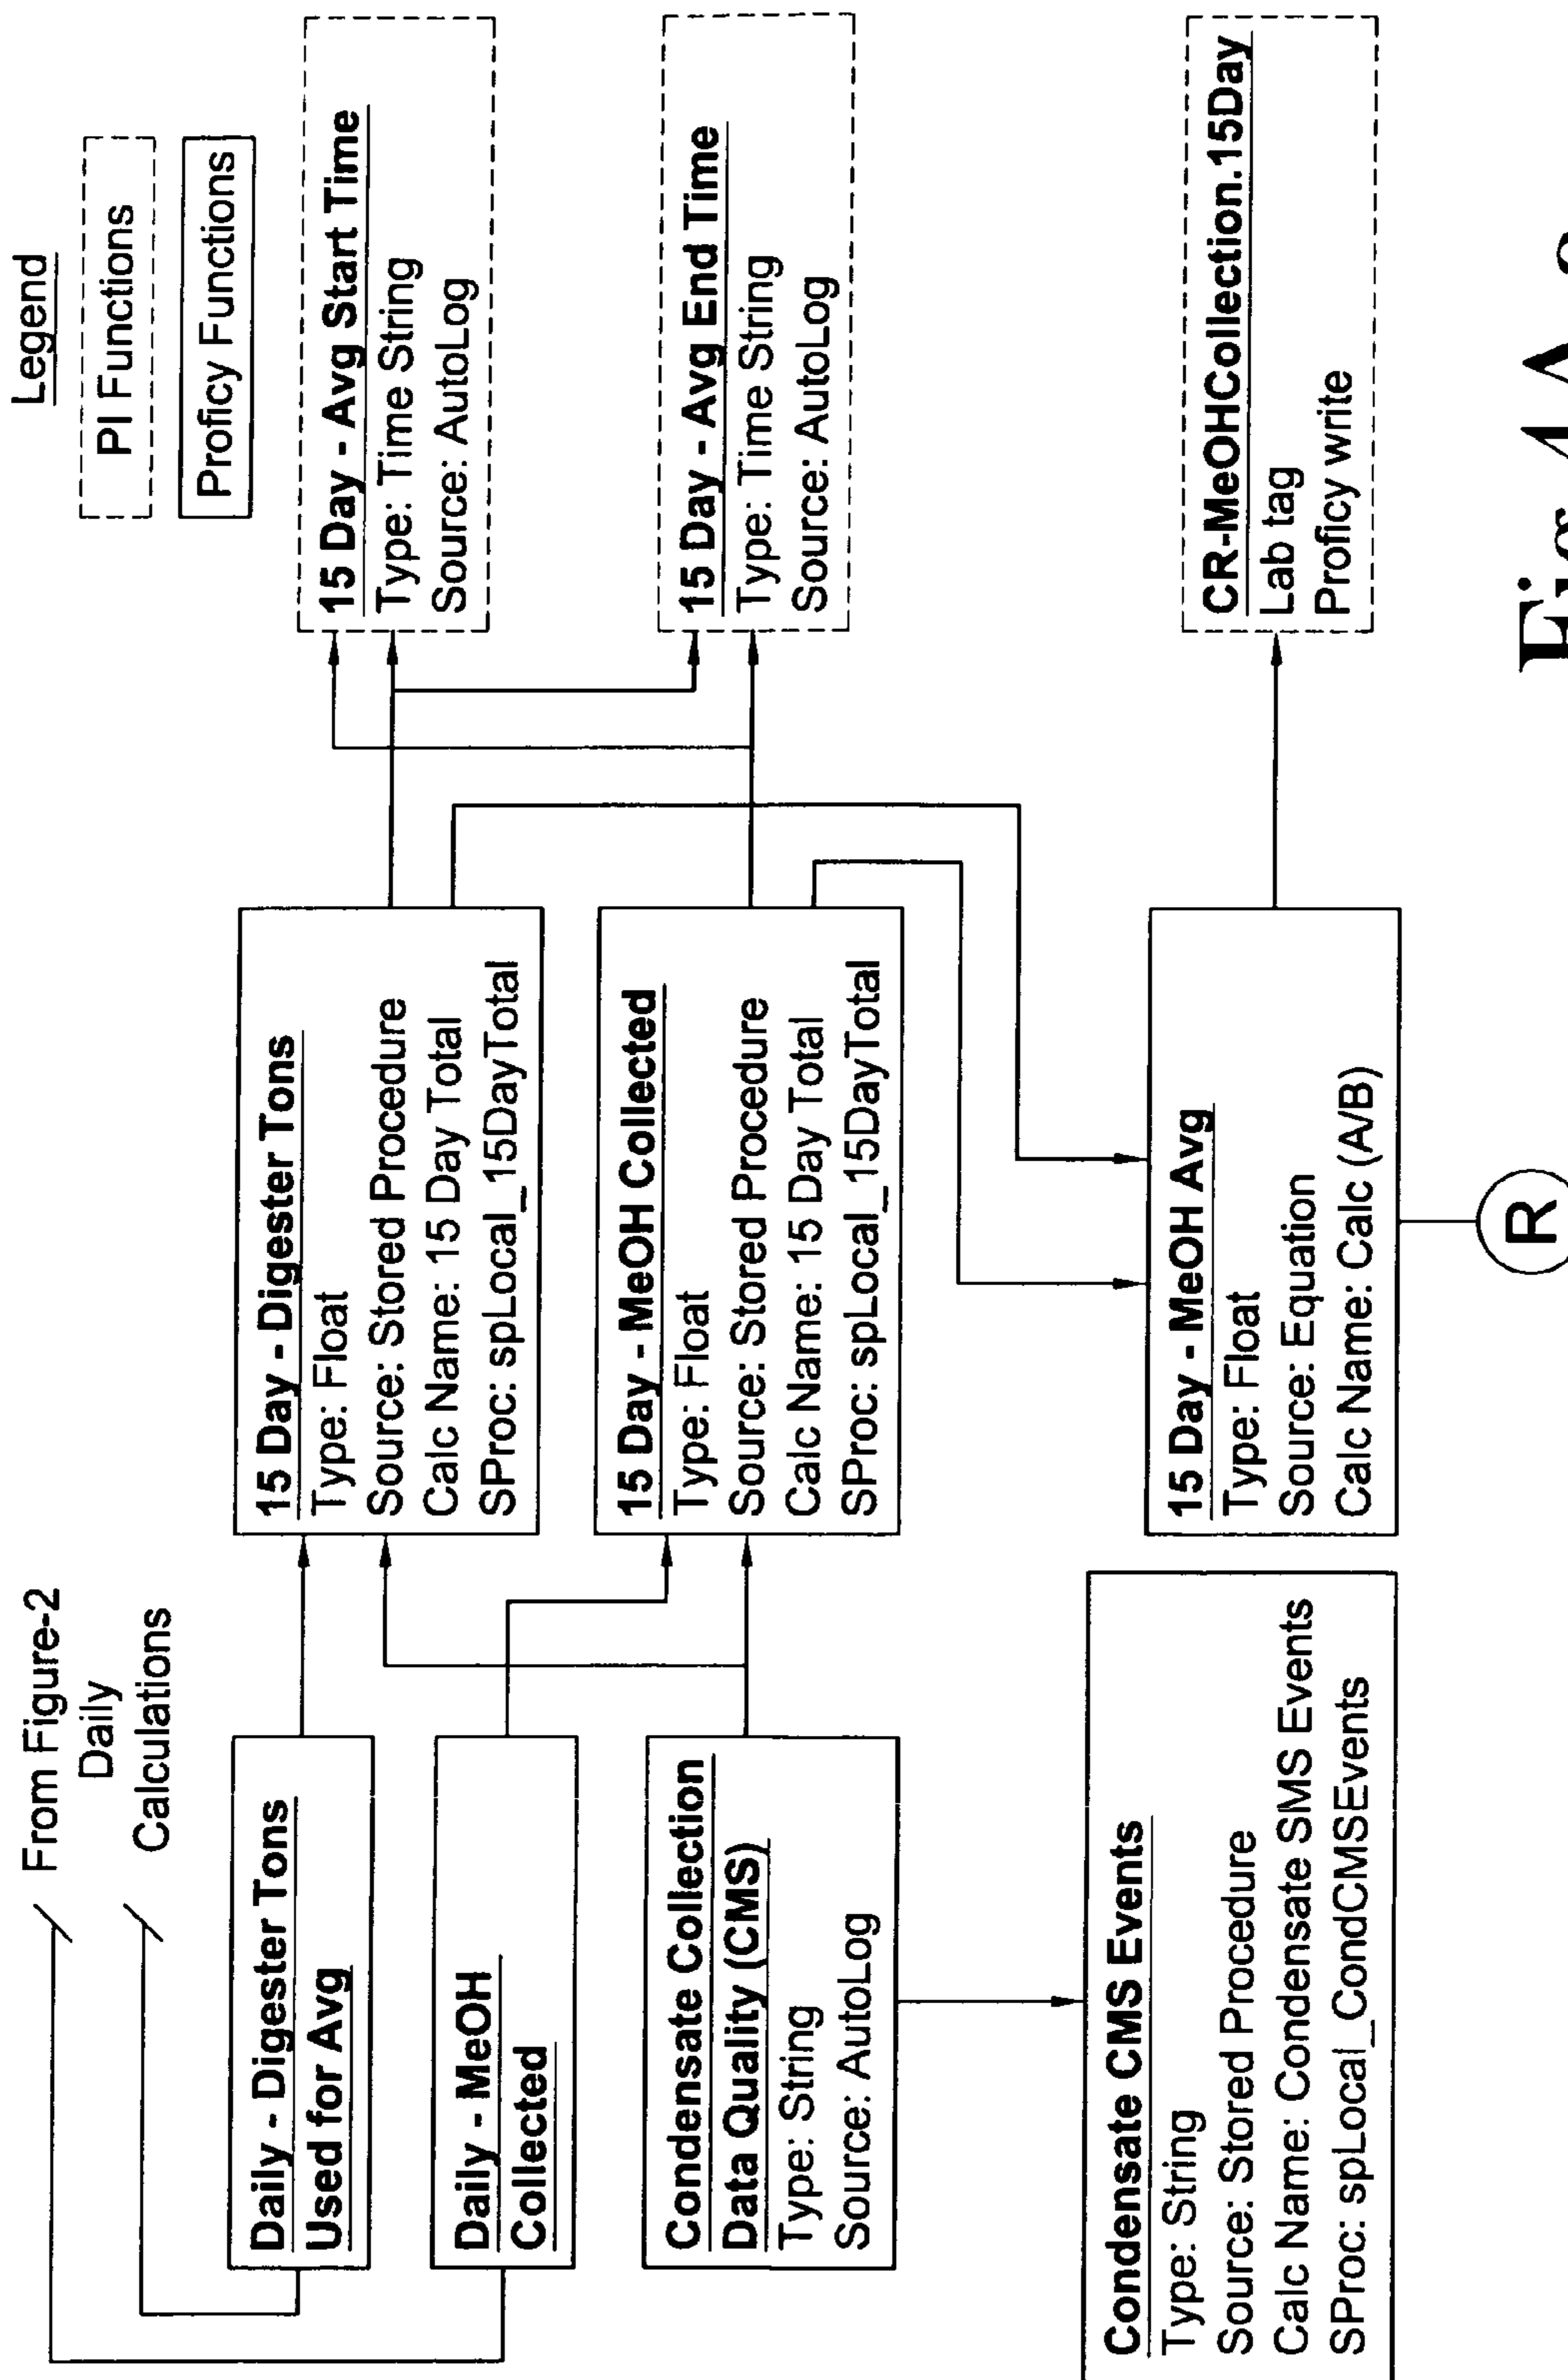 Legend
PI Functions
Proficy Functions
From Figure-2
Daily
Calculations
Daily - Digester Tons
Used for Avg
Daily - MeOH
Collected
Condensate Collection
Data Quality (CMS)
Type: String
Source: AutoLog
Condensate CMS Events
Type: String
Source: Stored Procedure
Calc Name: Condensate SMS Events
SProc: spLocal_CondCMSEvents
15 Day - Digester Tons
Type: Float
Source: Stored Procedure
Calc Name: 15 Day Total
SProc: spLocal_15DayTotal
15 Day - MeOH Collected
Type: Float
Source: Stored Procedure
Calc Name: 15 Day Total
SProc: spLocal_15DayTotal
15 Day - MeOH Avg
Type: Float
Source: Equation
Calc Name: Calc (A/B)
R
15 Day - Avg Start Time
Type: Time String
Source: AutoLog
15 Day - Avg End Time
Type: Time String
Source: AutoLog
CR-MeOHCollection.15Day
Lab tag
Proficy write